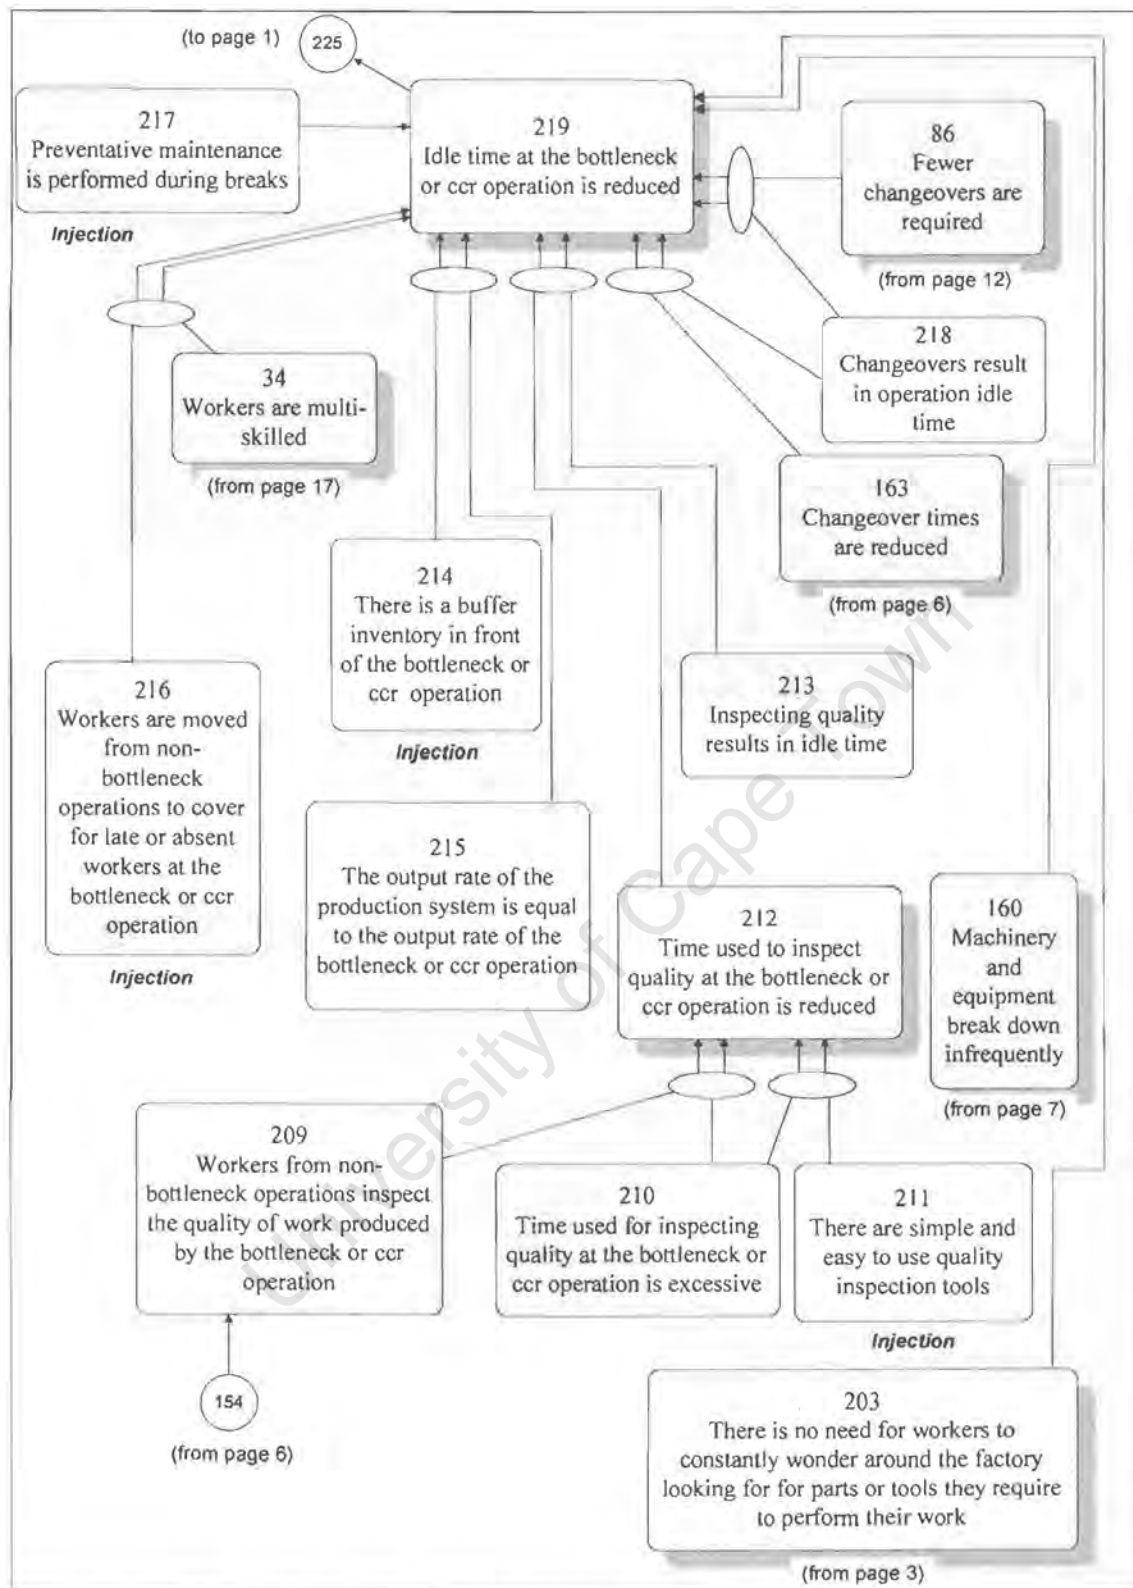 (to page 1)
225
217
Preventative maintenance
is performed during breaks
Injection
219
Idle time at the bottleneck
or ccr operation is reduced
86
Fewer
changeovers are
required
(from page 12)
218
Changeovers result
in operation idle
time
34
Workers are multi-
skilled
(from page 17)
163
Changeover times
are reduced
(from page 6)
214
There is a buffer
inventory in front
of the bottleneck or
ccr operation
Injection
216
Workers are moved
from non-
bottleneck
operations to cover
for late or absent
workers at the
bottleneck or ccr
operation
Injection
213
Inspecting quality
results in idle time
215
The output rate of the
production system is equal
to the output rate of the
bottleneck or ccr operation
212
Time used to inspect
quality at the bottleneck or
ccr operation is reduced
160
Machinery
and
equipment
break down
infrequently
(from page 7)
209
Workers from non-
bottleneck operations inspect
the quality of work produced
by the bottleneck or ccr
operation
210
Time used for inspecting
quality at the bottleneck or
ccr operation is excessive
211
There are simple and
easy to use quality
inspection tools
Injection
154
(from page 6)
203
There is no need for workers to
constantly wonder around the factory
looking for for parts or tools they require
to perform their work
(from page 3)
University of Cape Town